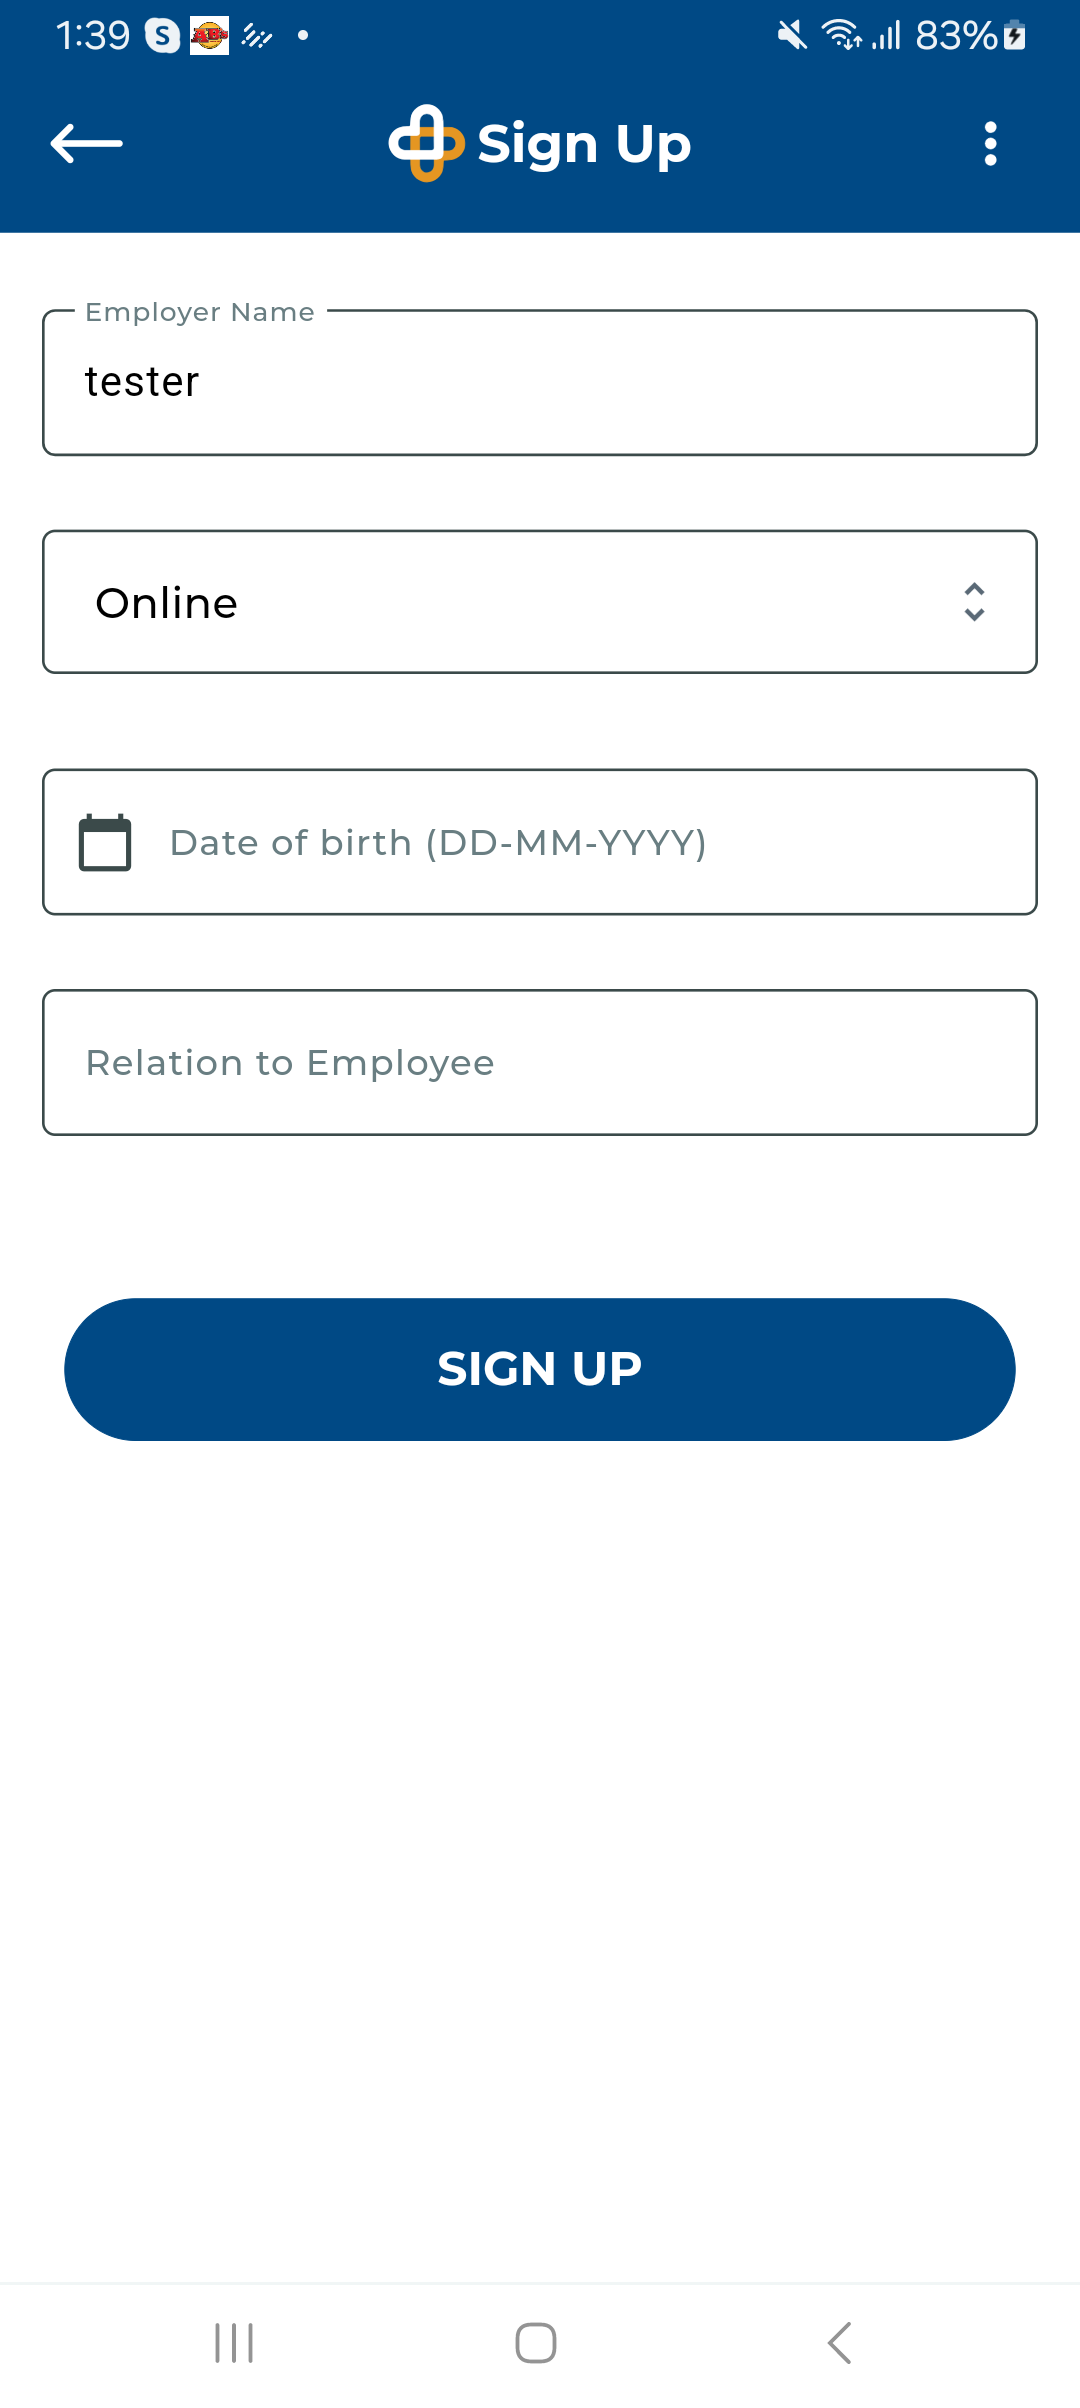 1:39 83%
Sign Up
Employer Name
tester
Online
Date of birth (DD-MM-YYYY)
Relation to Employee
SIGN UP